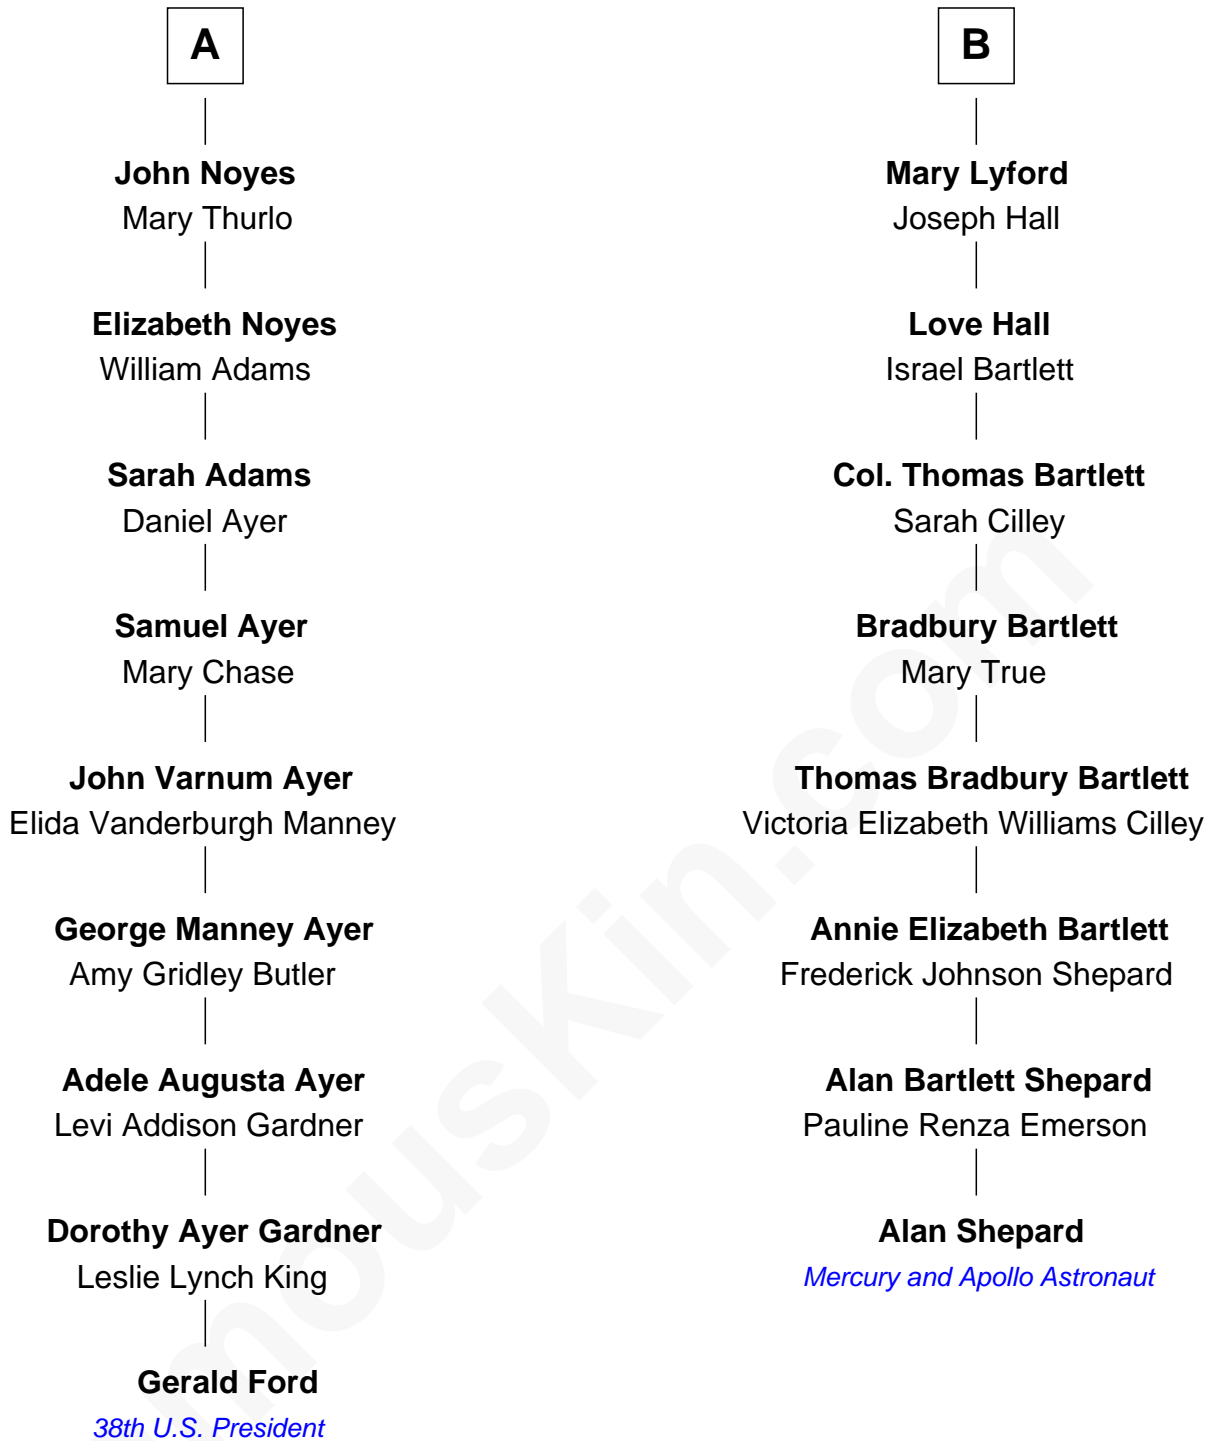 A
John Noyes
Mary Thurlo
Elizabeth Noyes
William Adams
Sarah Adams
Daniel Ayer
Samuel Ayer
Mary Chase
John Varnum Ayer
Elida Vanderburgh Manney
George Manney Ayer
Amy Gridley Butler
Adele Augusta Ayer
Levi Addison Gardner
Dorothy Ayer Gardner
Leslie Lynch King
Gerald Ford
38th U.S. President
B
Mary Lyford
Joseph Hall
Love Hall
Israel Bartlett
Col. Thomas Bartlett
Sarah Cilley
Bradbury Bartlett
Mary True
Thomas Bradbury Bartlett
Victoria Elizabeth Williams Cilley
Annie Elizabeth Bartlett
Frederick Johnson Shepard
Alan Bartlett Shepard
Pauline Renza Emerson
Alan Shepard
Mercury and Apollo Astronaut
mousKin.com